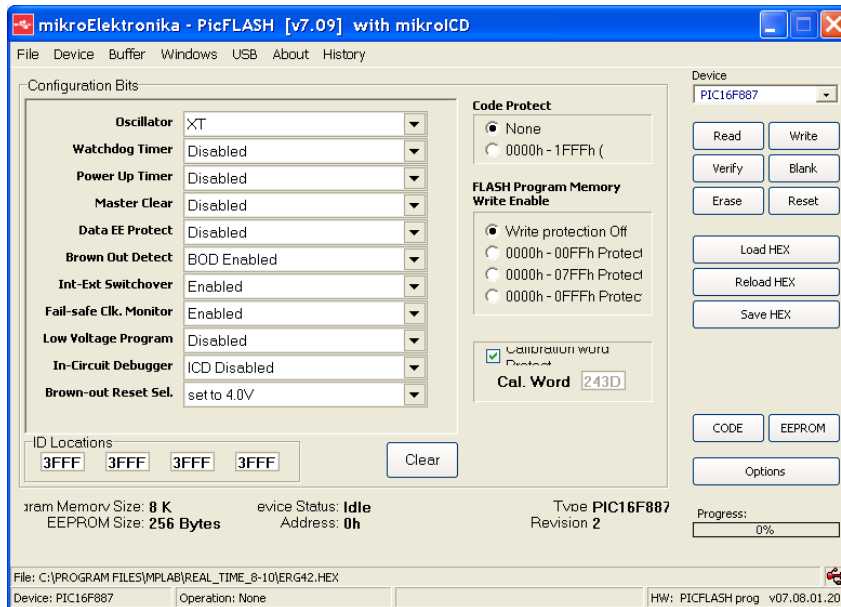 mikroElektronika - PicFLASH [v7.09] with mikroICD
File Device Buffer Windows USB About History
Configuration Bits
Oscillator XT
Watchdog Timer Disabled
Power Up Timer Disabled
Master Clear Disabled
Data EE Protect Disabled
Brown Out Detect BOD Enabled
Int-Ext Switchover Enabled
Fail-safe Clk. Monitor Enabled
Low Voltage Program Disabled
In-Circuit Debugger ICD Disabled
Brown-out Reset Sel. set to 4.0V
Code Protect
None
0000h - 1FFFh (
FLASH Program Memory
Write Enable
Write protection Off
0000h - 00FFh Protect
0000h - 07FFh Protect
0000h - 0FFFh Protec
Calibration word
Protect
Cal. Word 243D
ID Locations
3FFF 3FFF 3FFF 3FFF
Clear
Device
PIC16F887
Read Write
Verify Blank
Erase Reset
Load HEX
Reload HEX
Save HEX
CODE EEPROM
Options
Progress:
0%
ram Memory Size: 8 K evice Status: Idle Type PIC16F887
EEPROM Size: 256 Bytes Address: 0h Revision 2
File: C:\PROGRAM FILES\MPLAB\REAL_TIME_8-10\ERG42.HEX
Device: PIC16F887 Operation: None HW: PICFLASH prog v07.08.01.20